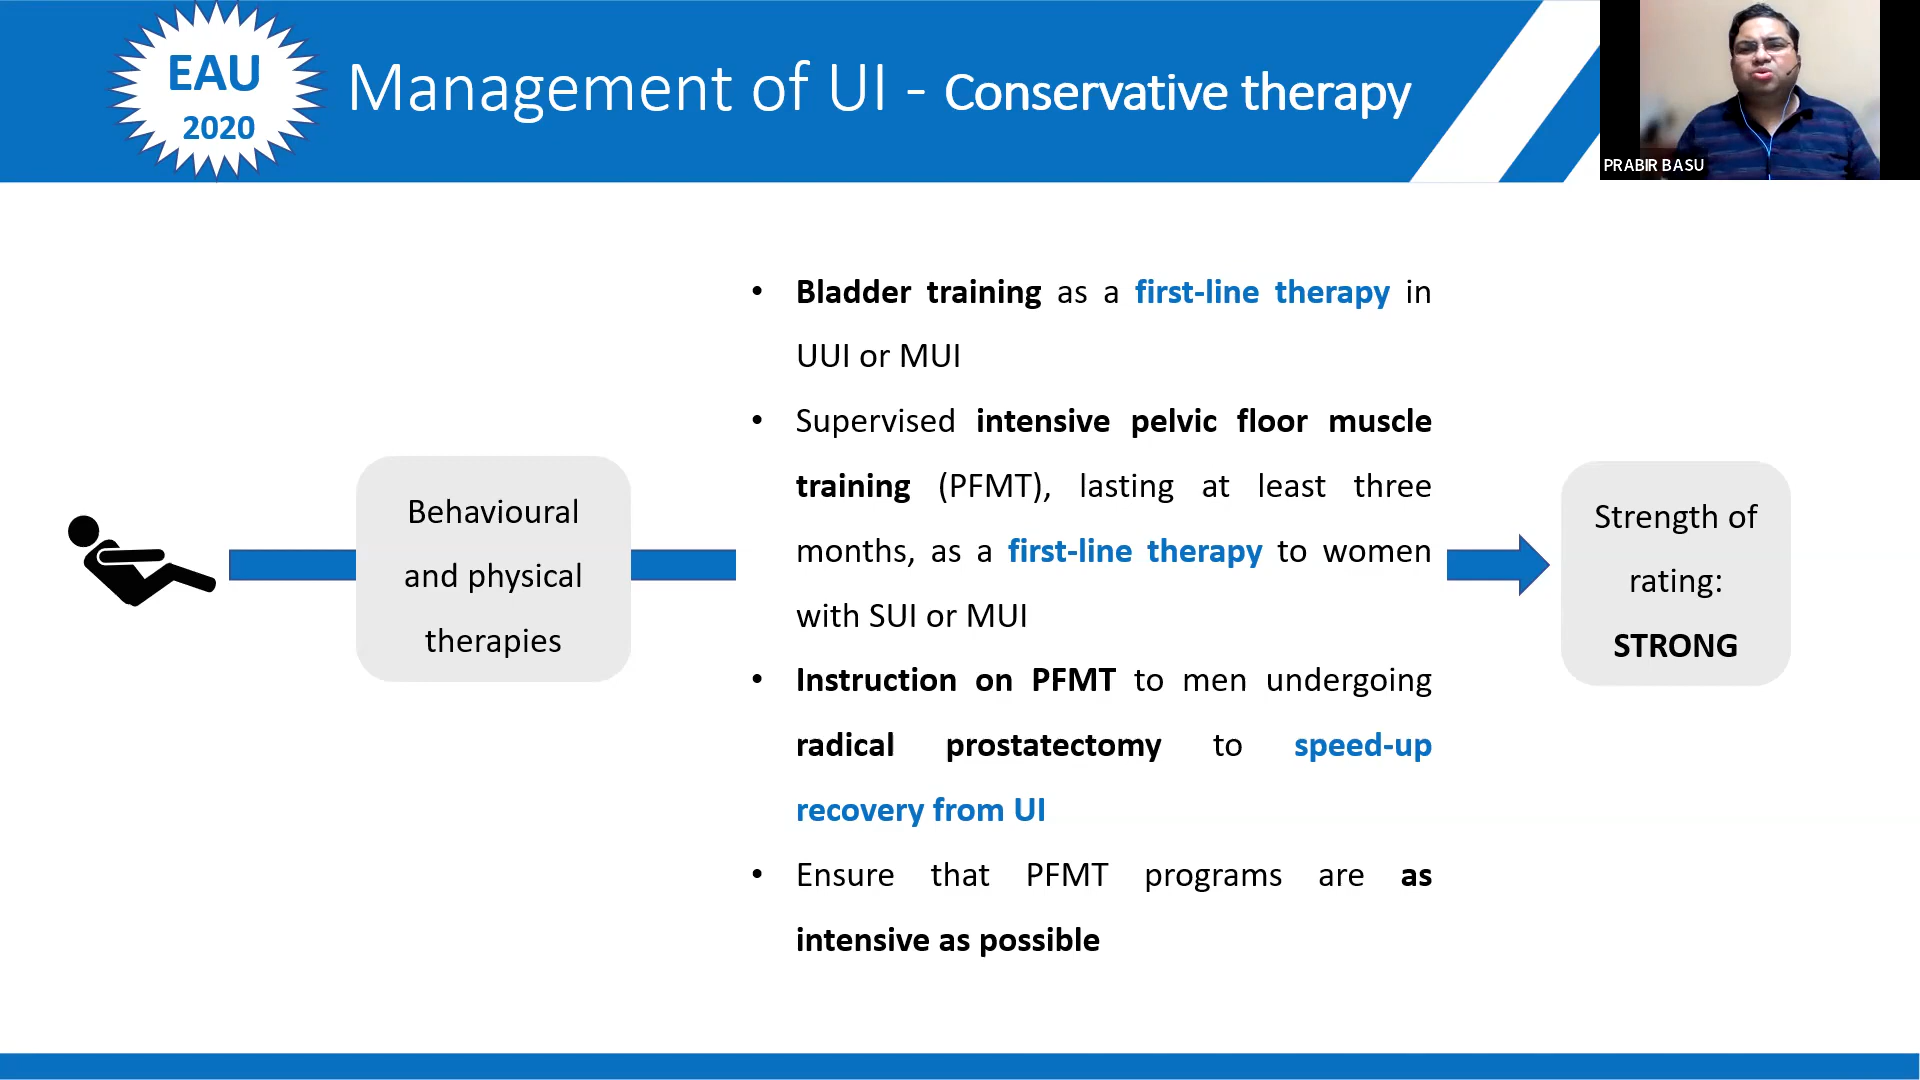 EAU
2020
Management of UI - Conservative therapy
PRABIR BASU
Behavioural
and physical
therapies
• Bladder training as a first-line therapy in
UUI or MUI
• Supervised intensive pelvic floor muscle
training (PFMT), lasting at least three
months, as a first-line therapy to women
with SUI or MUI
• Instruction on PFMT to men undergoing
radical prostatectomy to speed-up
recovery from UI
• Ensure that PFMT programs are as
intensive as possible
Strength of
rating:
STRONG